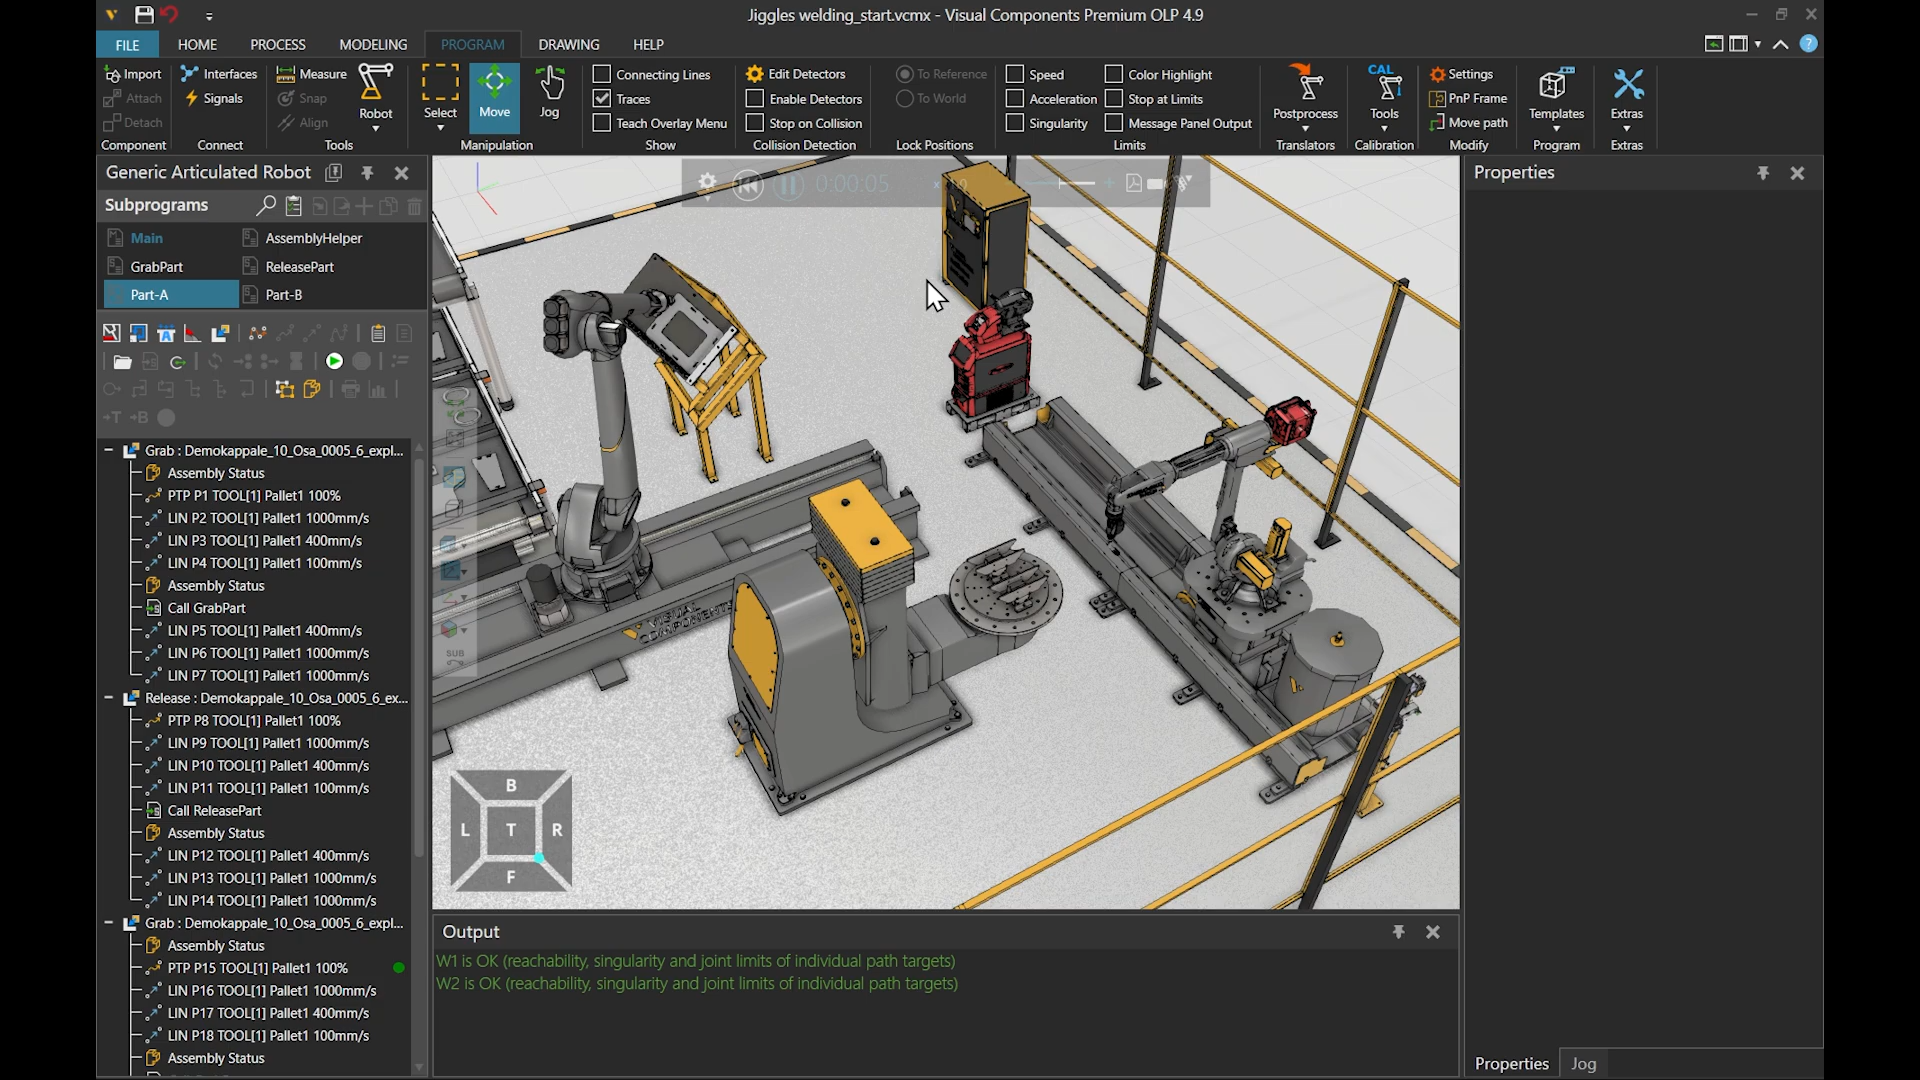 Jiggles welding_start.vcmx - Visual Components Premium OLP 4.9
FILE HOME PROCESS MODELING PROGRAM DRAWING HELP
Import Interfaces Measure Connecting Lines Edit Detectors To Reference Speed Color Highlight Settings
Attach Signals Snap Robot Select Move Jog Traces Enable Detectors To World Acceleration Stop at Limits Postprocess CAL Tools PnP Frame Templates Extras
Detach Align Teach Overlay Menu Stop on Collision Singularity Message Panel Output Move path
Component Connect Tools Manipulation Show Collision Detection Lock Positions Limits Translators Calibration Modify Program Extras
Generic Articulated Robot
Properties
Subprograms
0:00:05
Main AssemblyHelper
GrabPart ReleasePart
Part-A Part-B
Grab : Demokappale_10_Osa_0005_6_expl...
Assembly Status
PTP P1 TOOL[1] Pallet1 100%
LIN P2 TOOL[1] Pallet1 1000mm/s
LIN P3 TOOL[1] Pallet1 400mm/s
LIN P4 TOOL[1] Pallet1 100mm/s
Assembly Status
Call GrabPart
LIN P5 TOOL[1] Pallet1 400mm/s
LIN P6 TOOL[1] Pallet1 1000mm/s
LIN P7 TOOL[1] Pallet1 1000mm/s
Release : Demokappale_10_Osa_0005_6_ex...
PTP P8 TOOL[1] Pallet1 100%
LIN P9 TOOL[1] Pallet1 1000mm/s
LIN P10 TOOL[1] Pallet1 400mm/s
LIN P11 TOOL[1] Pallet1 100mm/s
Call ReleasePart
Assembly Status
LIN P12 TOOL[1] Pallet1 400mm/s
LIN P13 TOOL[1] Pallet1 1000mm/s
LIN P14 TOOL[1] Pallet1 1000mm/s
Grab : Demokappale_10_Osa_0005_6_expl...
Assembly Status
PTP P15 TOOL[1] Pallet1 100%
LIN P16 TOOL[1] Pallet1 1000mm/s
LIN P17 TOOL[1] Pallet1 400mm/s
LIN P18 TOOL[1] Pallet1 100mm/s
Assembly Status
VISUAL
COMPONENTS
SUB
B
L T R
F
Output
W1 is OK (reachability, singularity and joint limits of individual path targets)
W2 is OK (reachability, singularity and joint limits of individual path targets)
Properties Jog